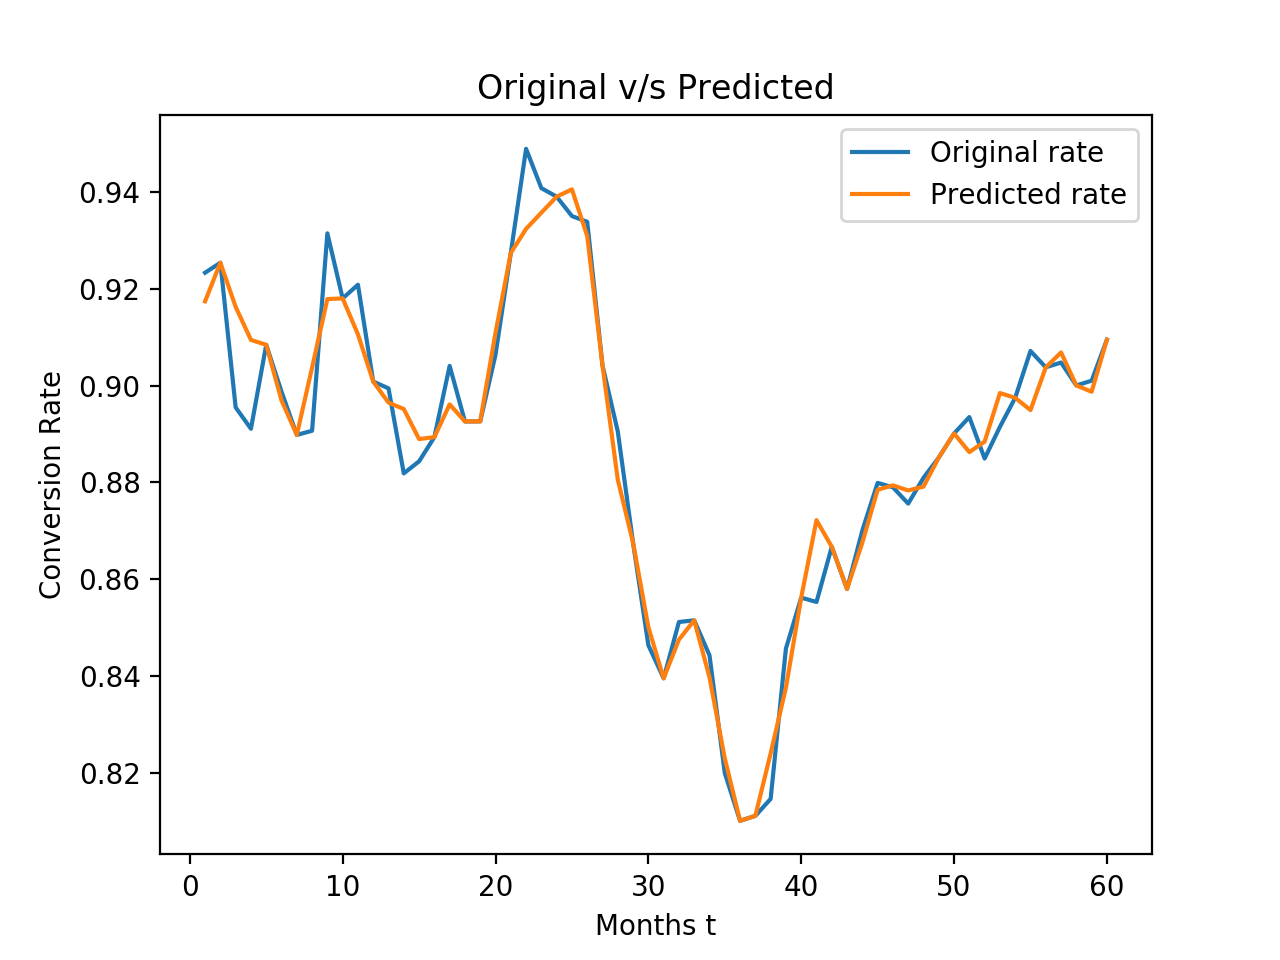 Original v/s Predicted
Original rate
Predicted rate
0.94
0.92
0.90
0.88
0.86
0.84
0.82
Conversion Rate
0 10 20 30 40 50 60
Months t